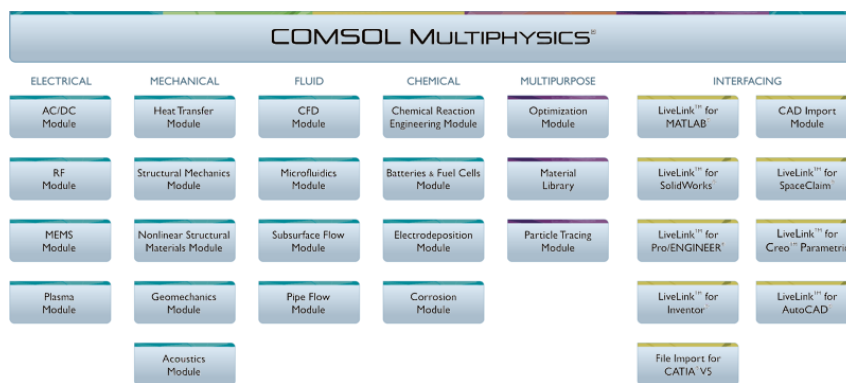 COMSOL MULTIPHYSICS®
ELECTRICAL
MECHANICAL
FLUID
CHEMICAL
MULTIPURPOSE
INTERFACING
AC/DC
Module
Heat Transfer
Module
CFD
Module
Chemical Reaction
Engineering Module
Optimization
Module
LiveLink™ for
MATLAB®
CAD Import
Module
RF
Module
Structural Mechanics
Module
Microfluidics
Module
Batteries & Fuel Cells
Module
Material
Library
LiveLink™ for
SolidWorks®
LiveLink™ for
SpaceClaim®
MEMS
Module
Nonlinear Structural
Materials Module
Subsurface Flow
Module
Electrodeposition
Module
Particle Tracing
Module
LiveLink™ for
Pro/ENGINEER®
LiveLink™ for
Creo™ Parametric
Plasma
Module
Geomechanics
Module
Pipe Flow
Module
Corrosion
Module
LiveLink™ for
Inventor®
LiveLink™ for
AutoCAD®
Acoustics
Module
File Import for
CATIA® V5